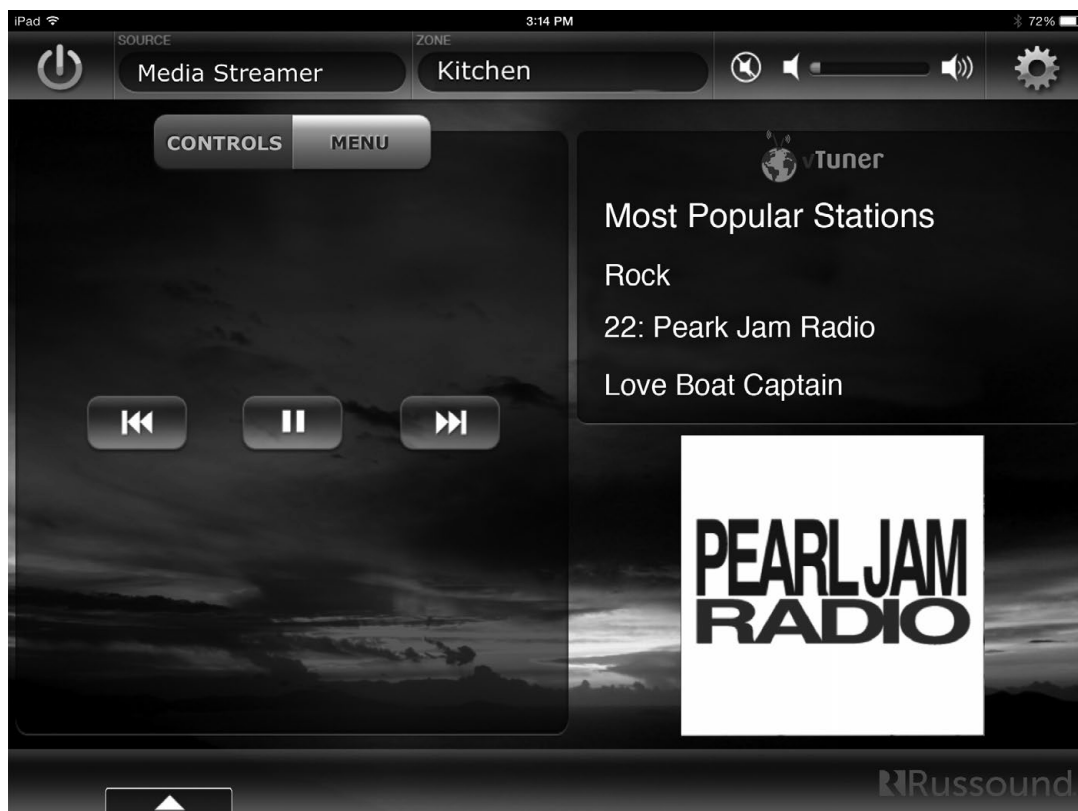 iPad 3:14 PM 72%
SOURCE ZONE
Media Streamer Kitchen
CONTROLS MENU
vTuner
Most Popular Stations
Rock
22: Peark Jam Radio
Love Boat Captain
PEARL JAM
RADIO
Russound